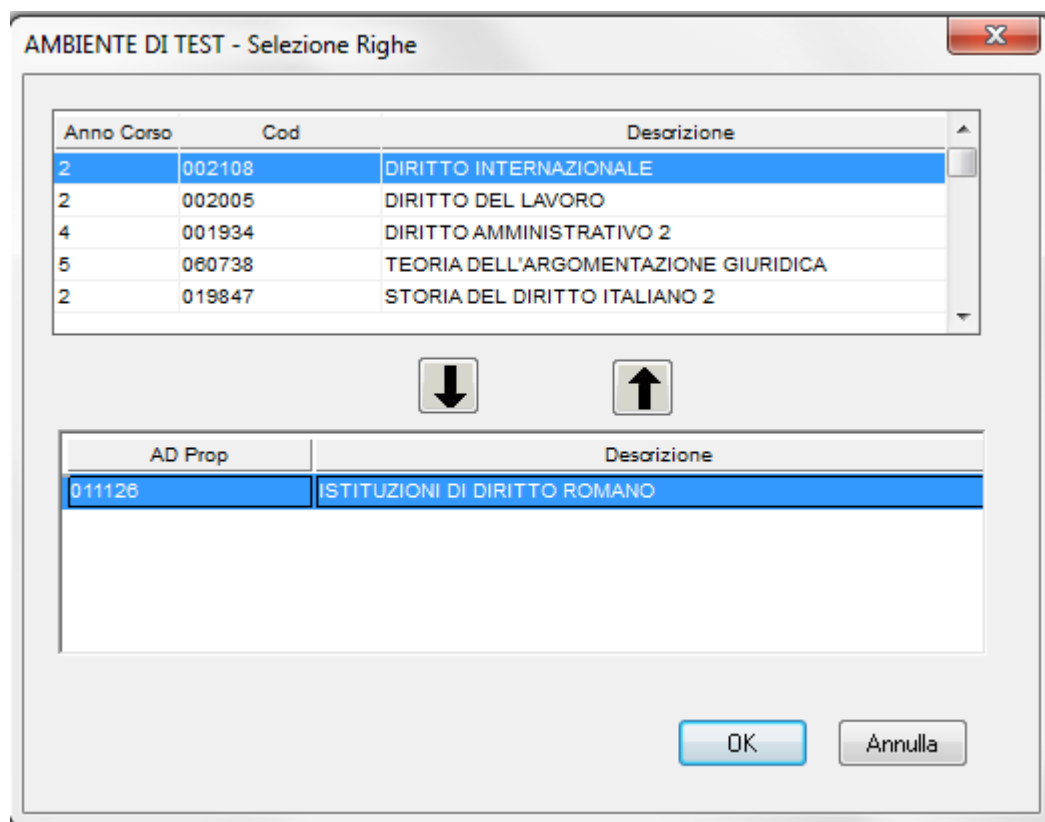 AMBIENTE DI TEST - Selezione Righe
Anno Corso Cod Descrizione
2 002108 DIRITTO INTERNAZIONALE
2 002005 DIRITTO DEL LAVORO
4 001934 DIRITTO AMMINISTRATIVO 2
5 060738 TEORIA DELL'ARGOMENTAZIONE GIURIDICA
2 019847 STORIA DEL DIRITTO ITALIANO 2
AD Prop Descrizione
011126 ISTITUZIONI DI DIRITTO ROMANO
OK Annulla